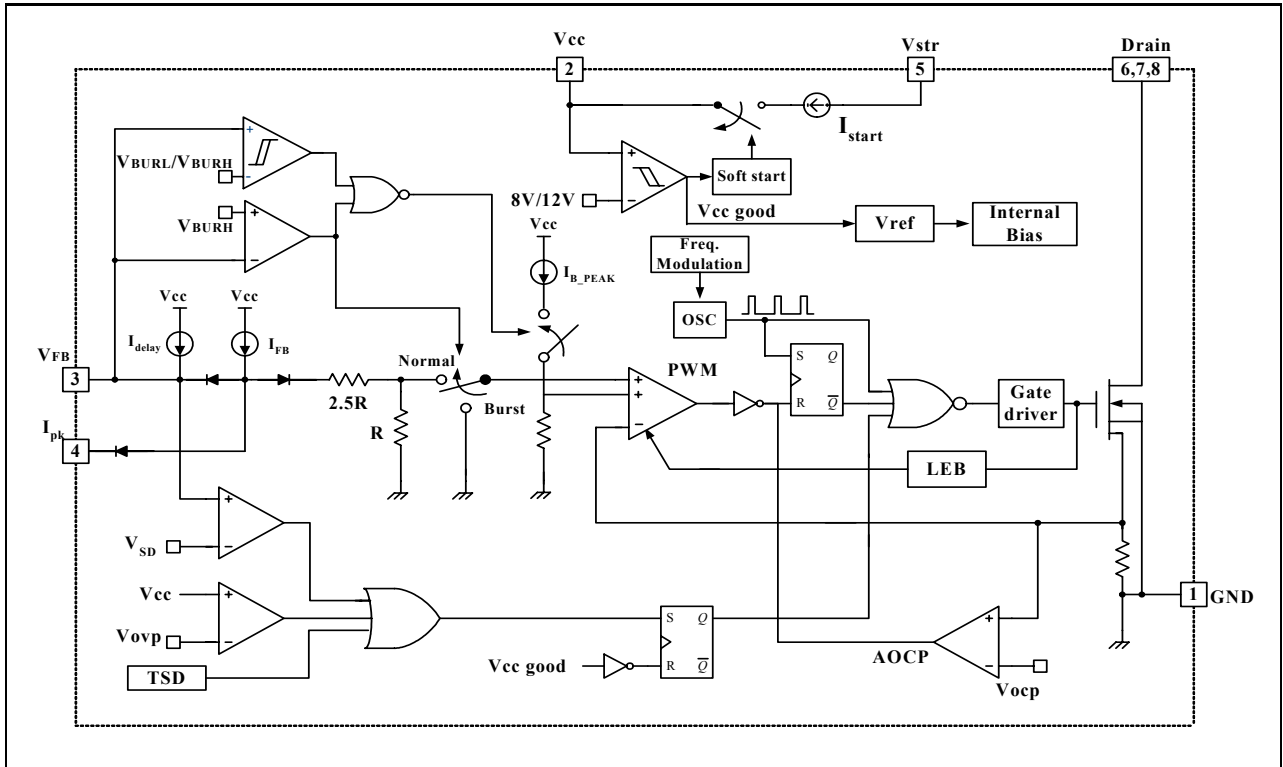 Vcc
Vstr
Drain
2
5
6,7,8
Istart
+
VBURL/VBURH
-
+
8V/12V
-
Soft start
Vcc good
Vref
Internal
Bias
VBURH
+
-
Vcc
IB_PEAK
Freq.
Modulation
OSC
Vcc
Vcc
Idelay
IFB
VFB
3
Normal
Burst
2.5R
R
PWM
+
+
-
S
Q
R
Q
Gate
driver
LEB
Ipk
4
+
VSD
-
Vcc
+
Vovp
-
TSD
S
Q
R
Q
Vcc good
AOCP
+
-
Vocp
1
GND